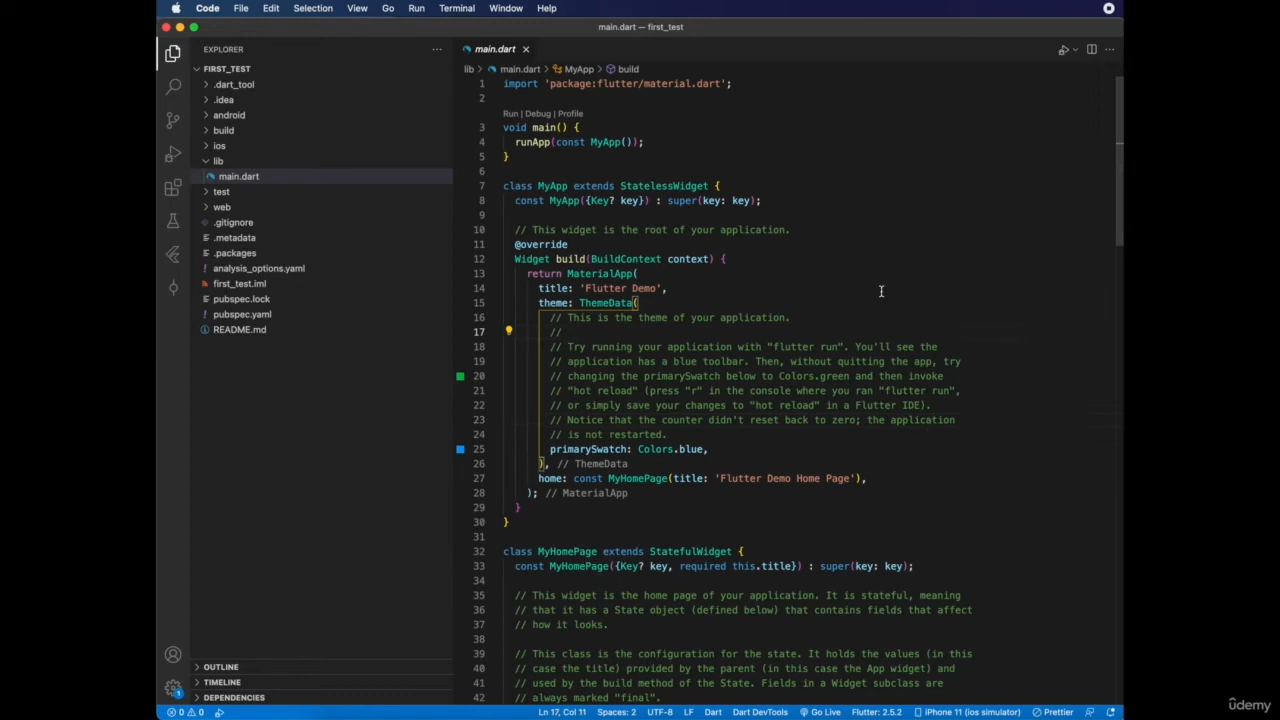 Code File Edit Selection View Go Run Terminal Window Help
main.dart — first_test
EXPLORER
FIRST_TEST
.dart_tool
.idea
android
build
ios
lib
main.dart
test
web
.gitignore
.metadata
.packages
analysis_options.yaml
first_test.iml
pubspec.lock
pubspec.yaml
README.md
OUTLINE
TIMELINE
DEPENDENCIES
main.dart
lib > main.dart > MyApp > build
1 import 'package:flutter/material.dart';
2
Run | Debug | Profile
3 void main() {
4 runApp(const MyApp());
5 }
6
7 class MyApp extends StatelessWidget {
8 const MyApp({Key? key}) : super(key: key);
9
10 // This widget is the root of your application.
11 @override
12 Widget build(BuildContext context) {
13 return MaterialApp(
14 title: 'Flutter Demo',
15 theme: ThemeData(
16 // This is the theme of your application.
17 //
18 // Try running your application with "flutter run". You'll see the
19 // application has a blue toolbar. Then, without quitting the app, try
20 // changing the primarySwatch below to Colors.green and then invoke
21 // "hot reload" (press "r" in the console where you ran "flutter run",
22 // or simply save your changes to "hot reload" in a Flutter IDE).
23 // Notice that the counter didn't reset back to zero; the application
24 // is not restarted.
25 primarySwatch: Colors.blue,
26 ), // ThemeData
27 home: const MyHomePage(title: 'Flutter Demo Home Page'),
28 ); // MaterialApp
29 }
30 }
31
32 class MyHomePage extends StatefulWidget {
33 const MyHomePage({Key? key, required this.title}) : super(key: key);
34
35 // This widget is the home page of your application. It is stateful, meaning
36 // that it has a State object (defined below) that contains fields that affect
37 // how it looks.
38
39 // This class is the configuration for the state. It holds the values (in this
40 // case the title) provided by the parent (in this case the App widget) and
41 // used by the build method of the State. Fields in a Widget subclass are
42 // always marked "final".
1
0 0 Ln 17, Col 11 Spaces: 2 UTF-8 LF Dart Dart DevTools Go Live Flutter: 2.5.2 iPhone 11 (ios simulator) Prettier
ûdemy